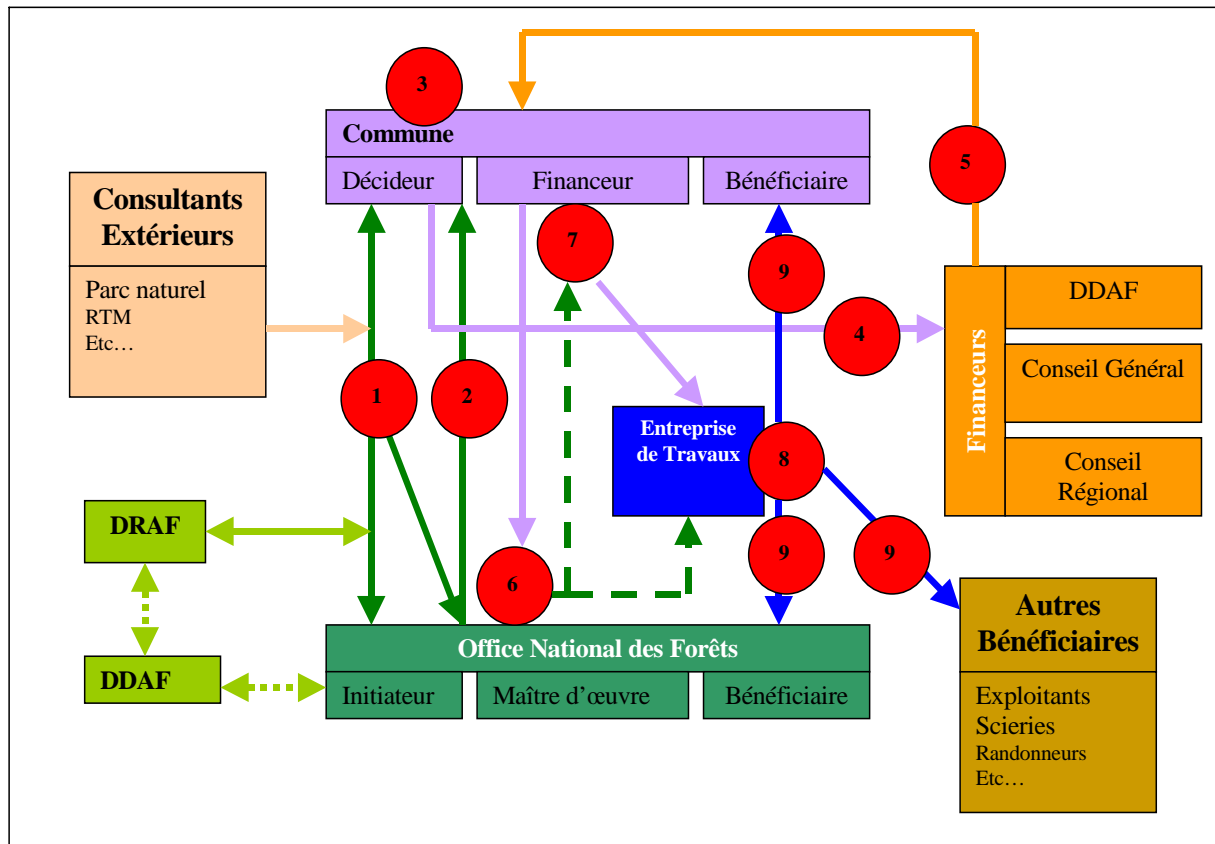 3
Commune
Décideur
Financeur
Bénéficiaire
5
Consultants
Extérieurs
Parc naturel
RTM
Etc…
7
9
4
Financeurs
DDAF
Conseil Général
Conseil
Régional
1
2
Entreprise
de Travaux
8
9
9
6
DRAF
DDAF
Office National des Forêts
Initiateur
Maître d’œuvre
Bénéficiaire
Autres
Bénéficiaires
Exploitants
Scieries
Randonneurs
Etc…